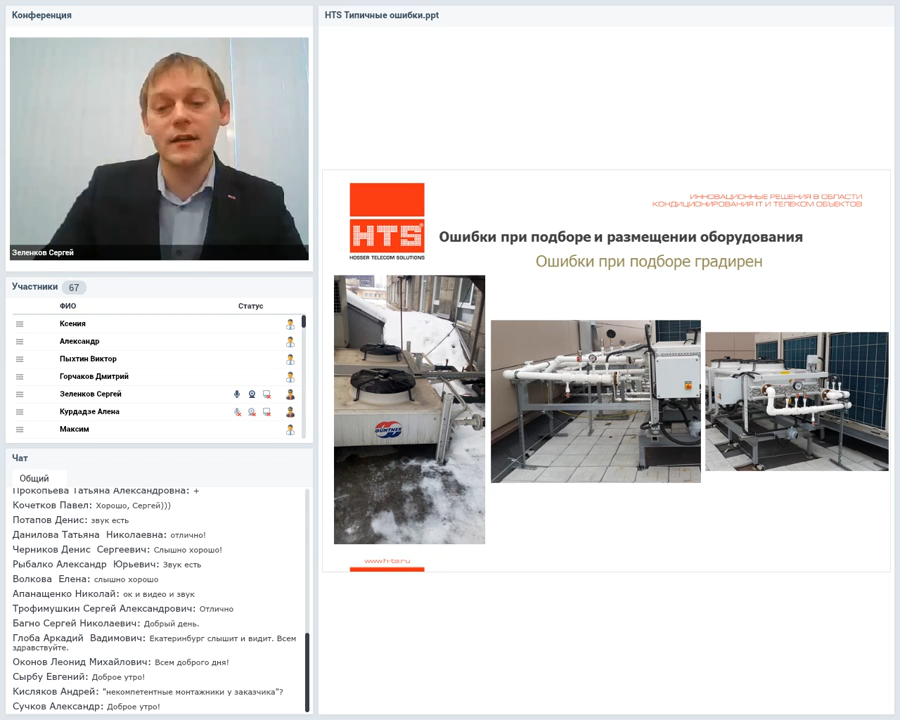 Конференция
Зеленков Сергей
Участники 67
ФИО Статус
Ксения
Александр
Пыхтин Виктор
Горчаков Дмитрий
Зеленков Сергей
Курдадзе Алена
Максим
Чат
Общий
Прокопьева Татьяна Александровна: +
Кочетков Павел: Хорошо, Сергей)))
Потапов Денис: звук есть
Данилова Татьяна Николаевна: отлично!
Черников Денис Сергеевич: Слышно хорошо!
Рыбалко Александр Юрьевич: Звук есть
Волкова Елена: слышно хорошо
Апанащенко Николай: ок и видео и звук
Трофимушкин Сергей Александрович: Отлично
Багно Сергей Николаевич: Добрый день.
Глоба Аркадий Вадимович: Екатеринбург слышит и видит. Всем
здравствуйте.
Оконов Леонид Михайлович: Всем доброго дня!
Сырбу Евгений: Доброе утро!
Кисляков Андрей: "некомпетентные монтажники у заказчика"?
Сучков Александр: Доброе утро!
HTS Типичные ошибки.ppt
HTS
HOSSER TELECOM SOLUTIONS
ИННОВАЦИОННЫЕ РЕШЕНИЯ В ОБЛАСТИ
КОНДИЦИОНИРОВАНИЯ IT И ТЕЛЕКОМ ОБЪЕКТОВ
Ошибки при подборе и размещении оборудования
Ошибки при подборе градирен
GÜNTNER
www.h-ts.ru